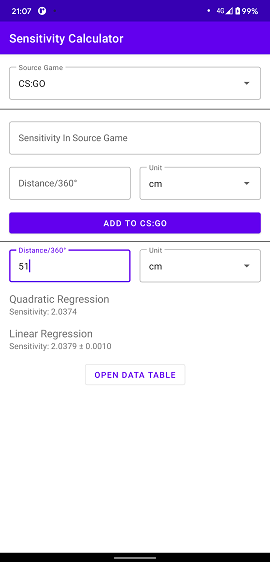 21:07
4G 99%
Sensitivity Calculator
Source Game
CS:GO
Sensitivity In Source Game
Distance/360°
Unit
cm
ADD TO CS:GO
Distance/360°
Unit
51
cm
Quadratic Regression
Sensitivity: 2.0374
Linear Regression
Sensitivity: 2.0379 ± 0.0010
OPEN DATA TABLE